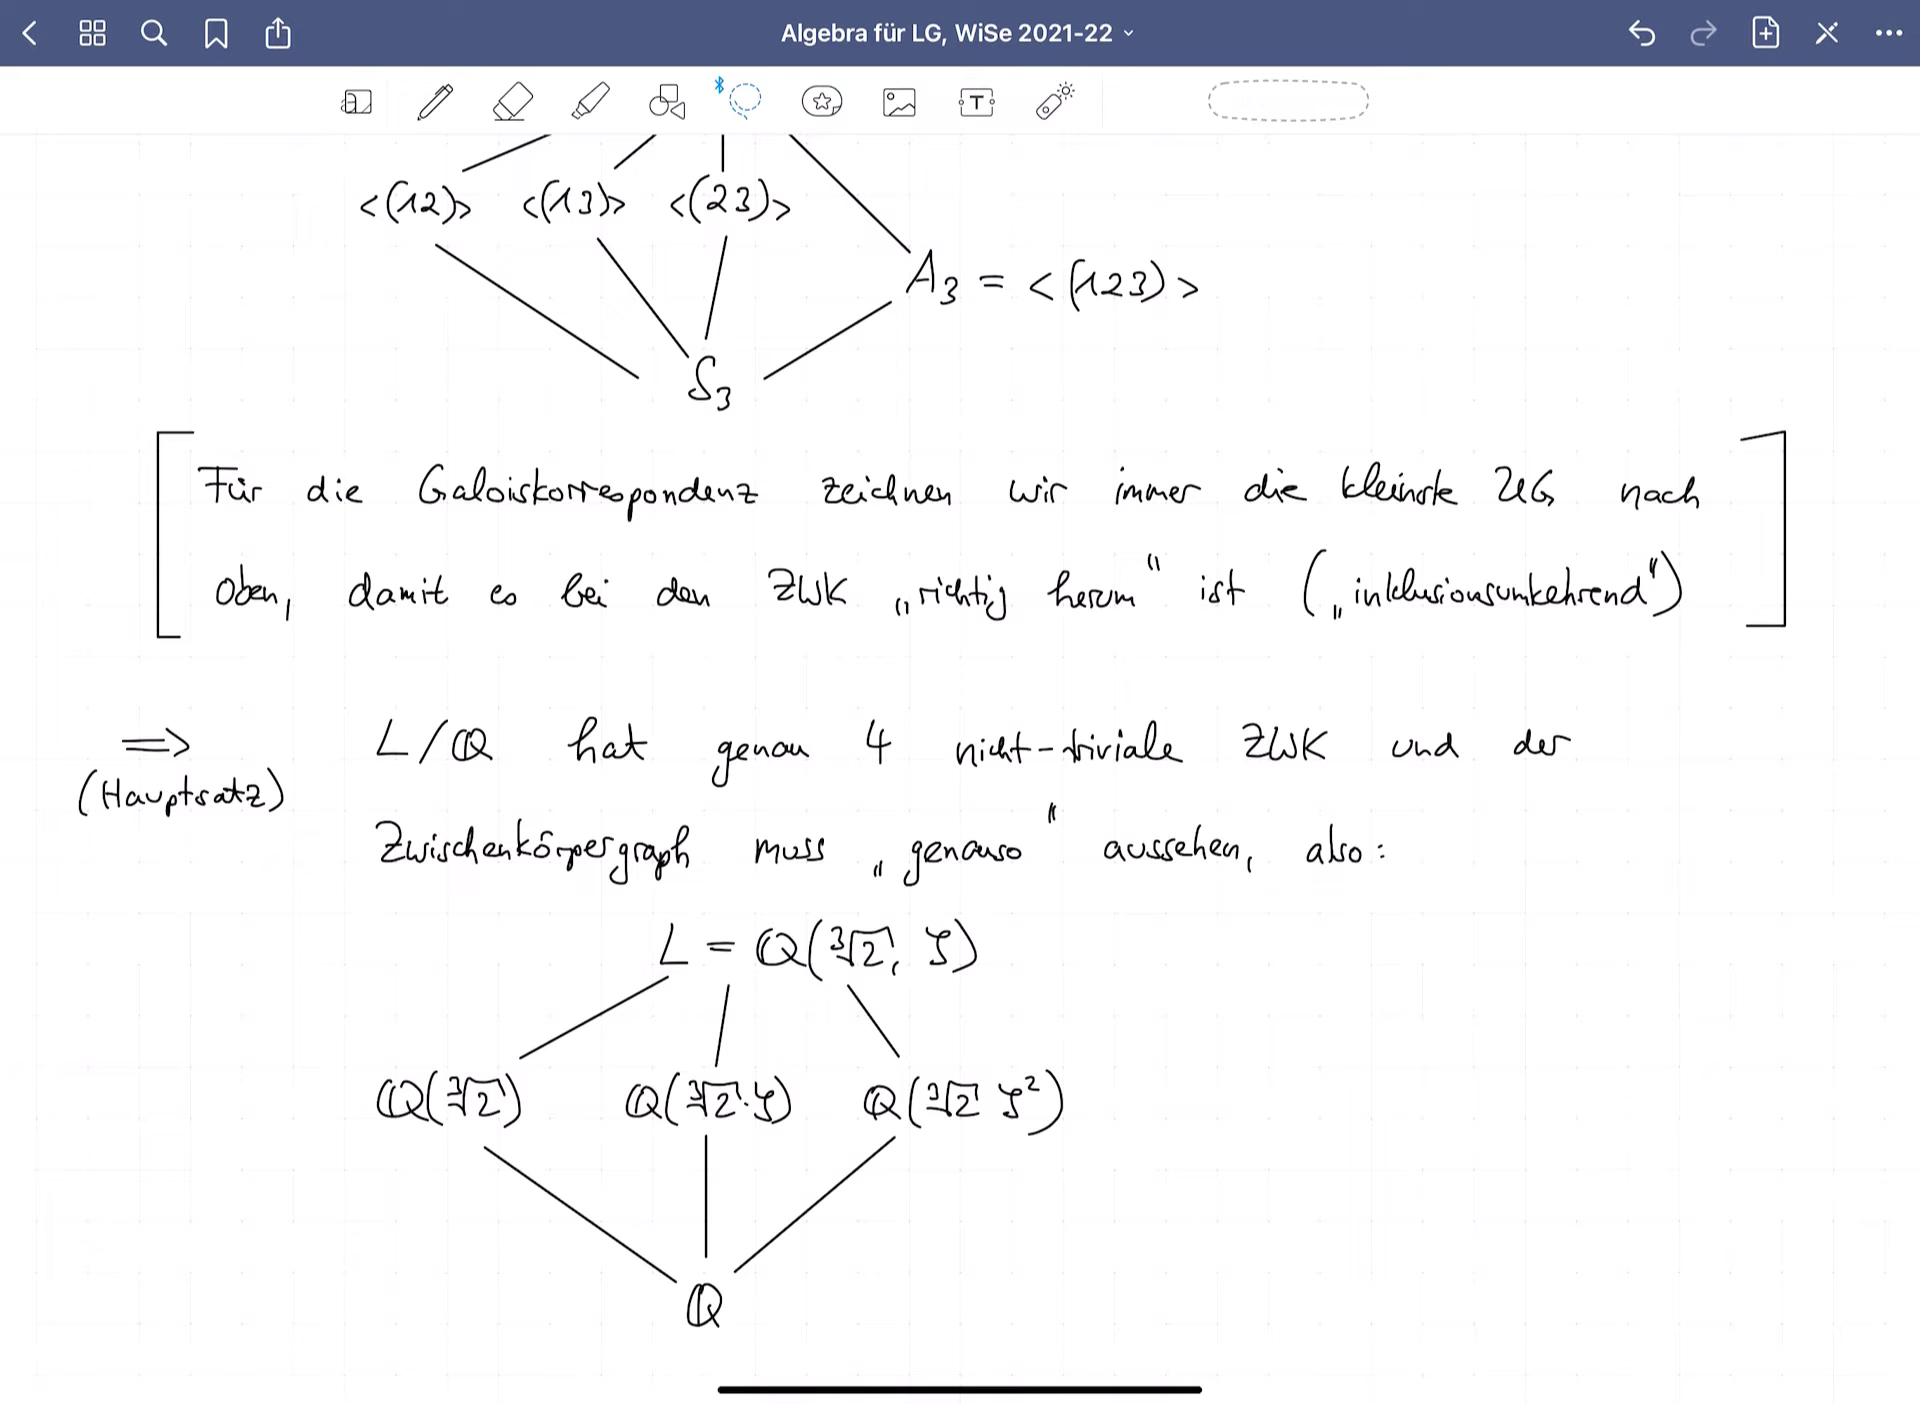 Algebra für LG, WiSe 2021-22
<(12)> <(13)> <(23)>
A₃ = <(123)>
S₃
Für die Galoiskorrespondenz zeichnen wir immer die kleinste UG nach
oben, damit es bei den ZWK „richtig herum" ist („inklusionsumkehrend")
=> L/ℚ hat genau 4 nicht-triviale ZWK und der
(Hauptsatz)
Zwischenkörpergraph muss „genauso" aussehen, also:
L = ℚ(∛2, ζ)
ℚ(∛2) ℚ(∛2·ζ) ℚ(∛2 ζ²)
ℚ